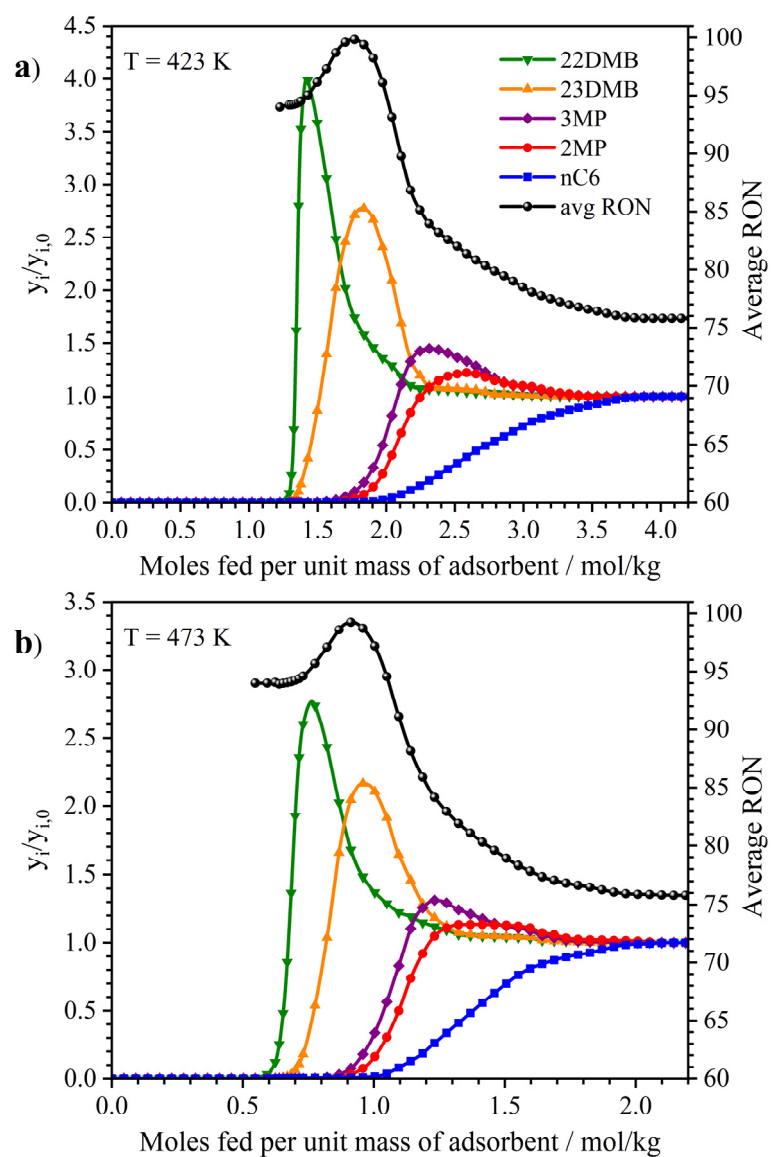 a)
T = 423 K
22DMB
23DMB
3MP
2MP
nC6
avg RON
4.5
4.0
3.5
3.0
2.5
2.0
1.5
1.0
0.5
0.0
yi/yi,0
100
95
90
85
80
75
70
65
60
Average RON
0.0 0.5 1.0 1.5 2.0 2.5 3.0 3.5 4.0
Moles fed per unit mass of adsorbent / mol/kg
b)
T = 473 K
3.5
3.0
2.5
2.0
1.5
1.0
0.5
0.0
yi/yi,0
100
95
90
85
80
75
70
65
60
Average RON
0.0 0.5 1.0 1.5 2.0
Moles fed per unit mass of adsorbent / mol/kg